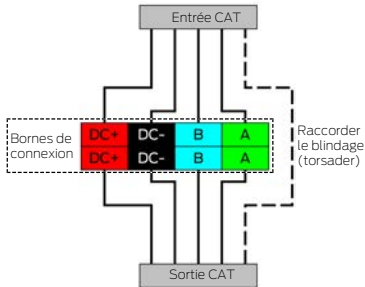 Entrée CAT
Bornes de
connexion
DC+ DC- B A
DC+ DC- B A
Raccorder
le blindage
(torsader)
Sortie CAT